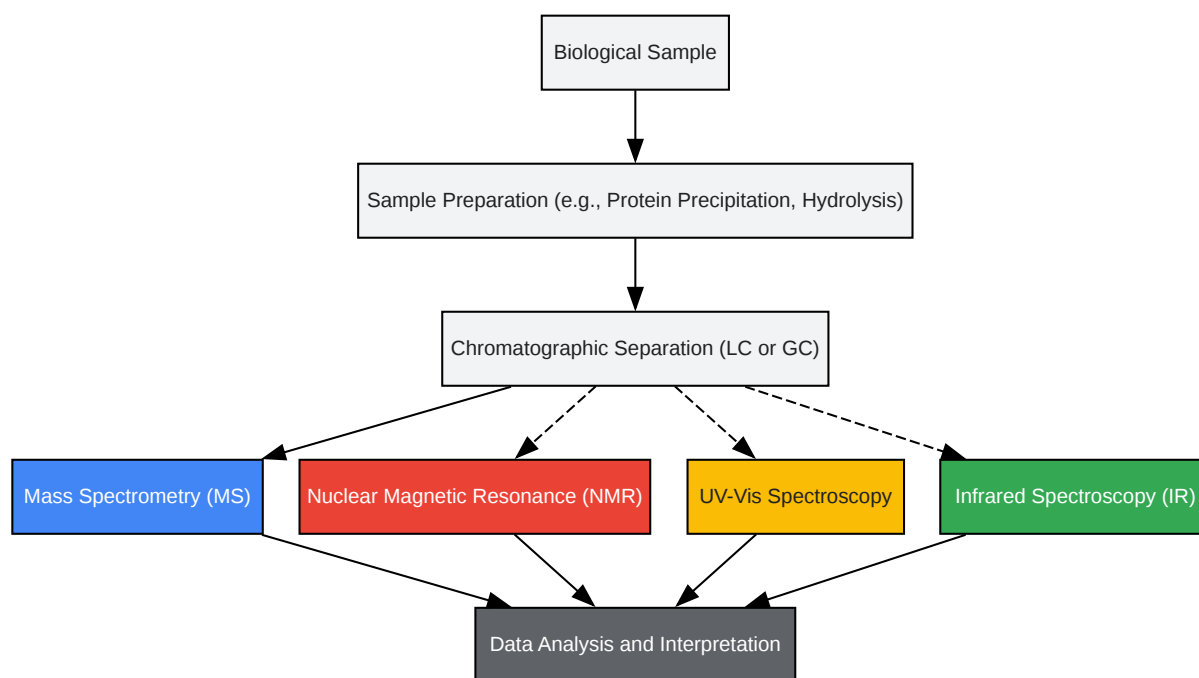 Biological Sample
Sample Preparation (e.g., Protein Precipitation, Hydrolysis)
Chromatographic Separation (LC or GC)
Mass Spectrometry (MS)
Nuclear Magnetic Resonance (NMR)
UV-Vis Spectroscopy
Infrared Spectroscopy (IR)
Data Analysis and Interpretation